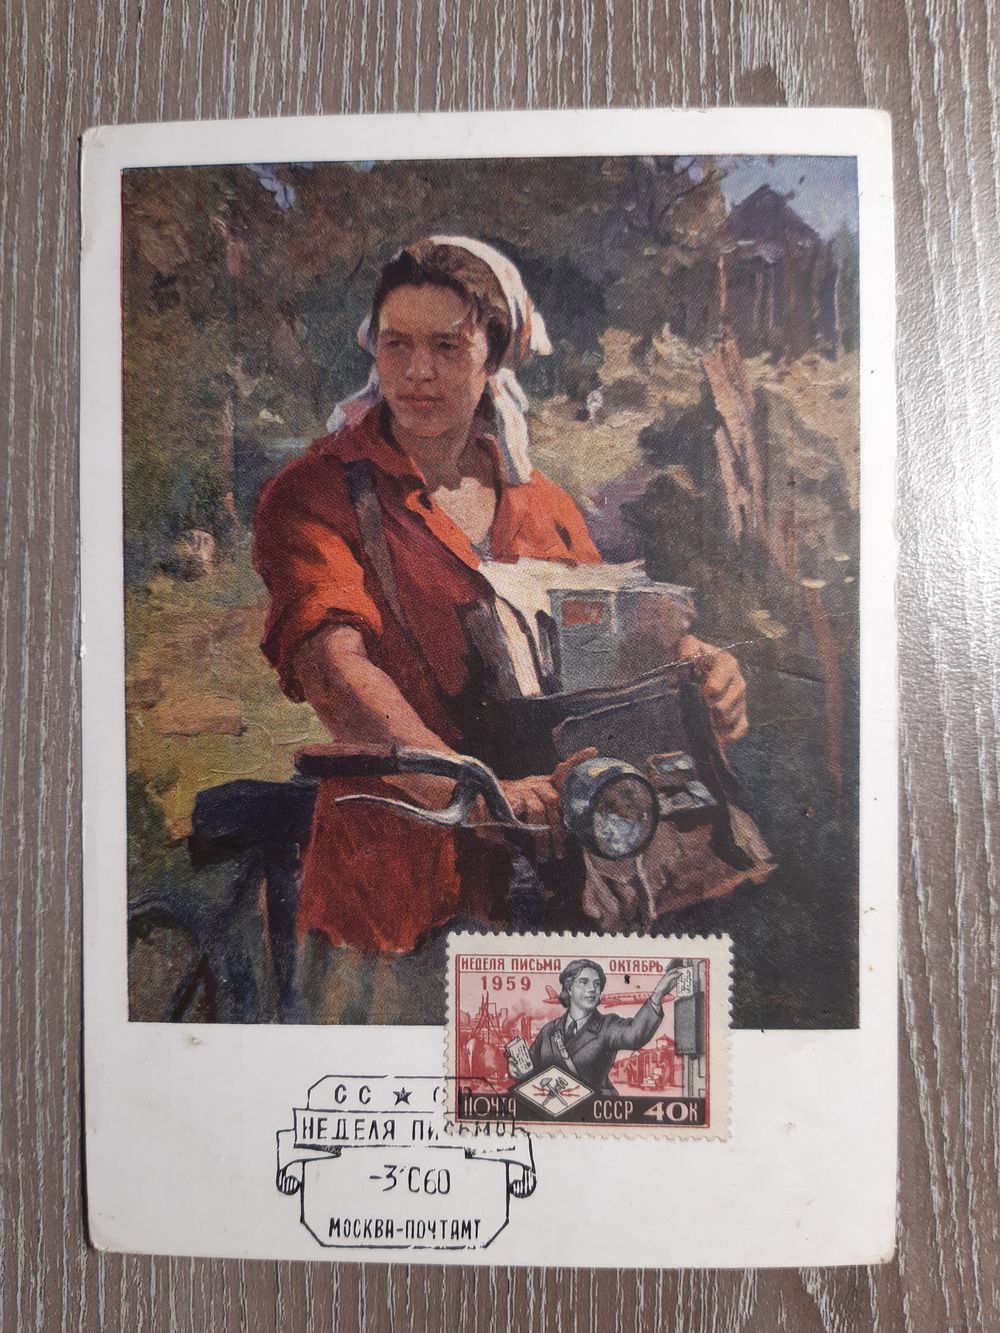 НЕДЕЛЯ ПИСЬМА ОКТЯБРЬ
1959
ПОЧТА СССР 40К
СС ★ С
НЕДЕЛЯ ПИСЬМА
-3
60
МОСКВА-ПОЧТАМТ